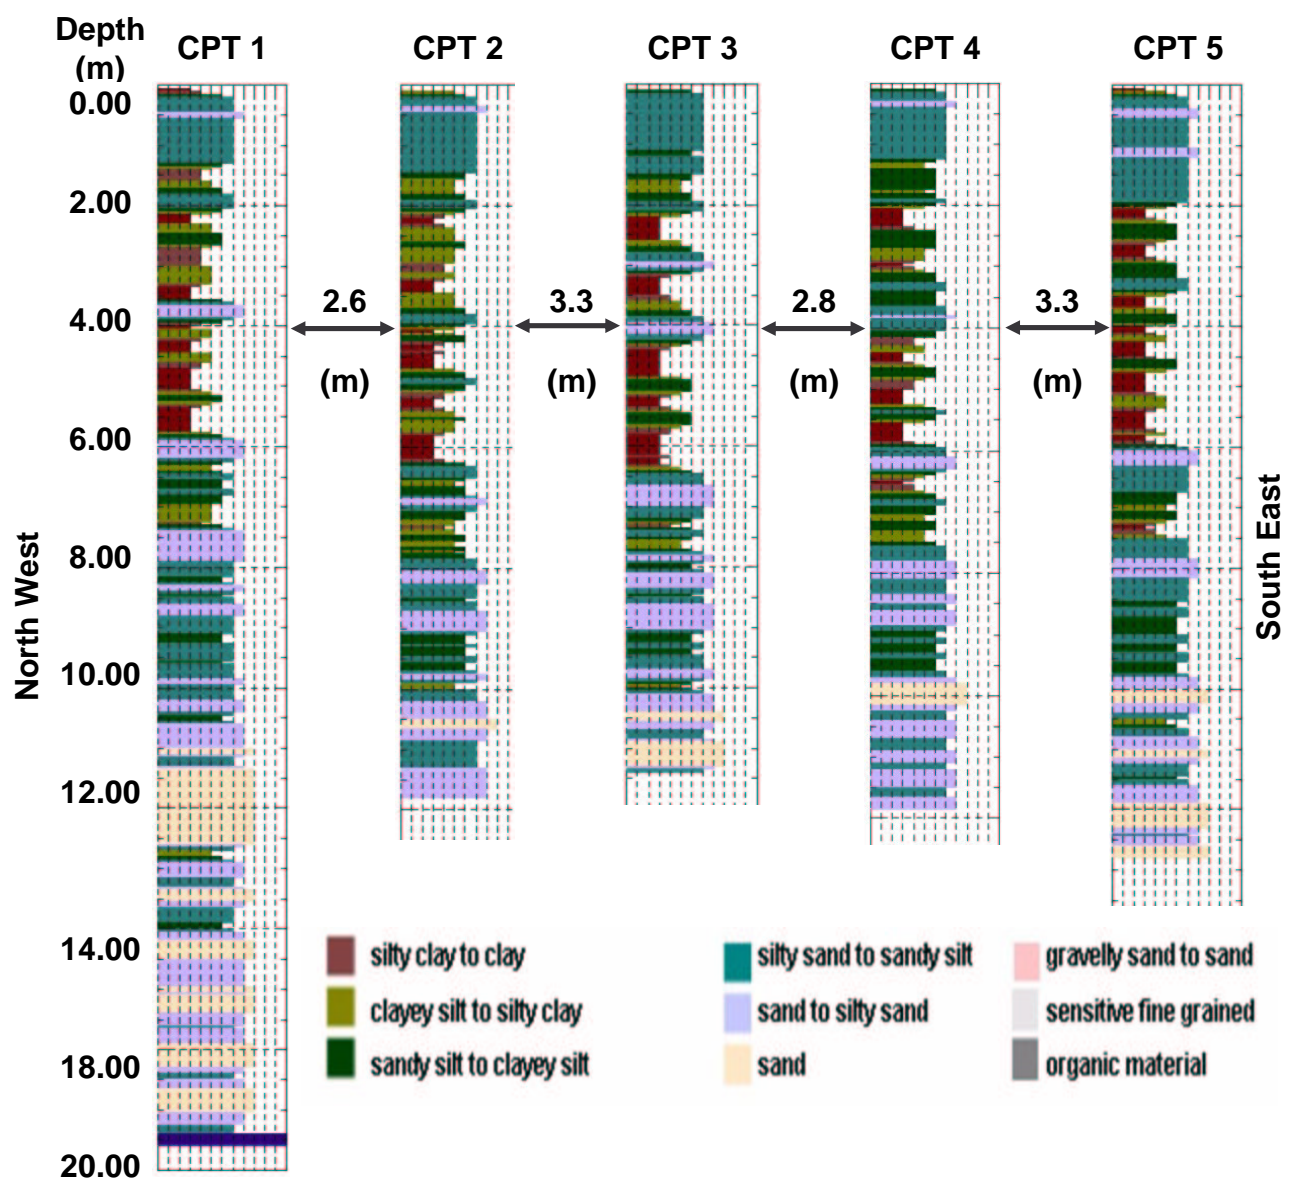 Depth
(m)
CPT 1
CPT 2
CPT 3
CPT 4
CPT 5
0.00
2.00
4.00
6.00
8.00
10.00
12.00
14.00
18.00
20.00
2.6
(m)
3.3
(m)
2.8
(m)
3.3
(m)
North West
South East
silty clay to clay
clayey silt to silty clay
sandy silt to clayey silt
silty sand to sandy silt
sand to silty sand
sand
gravelly sand to sand
sensitive fine grained
organic material